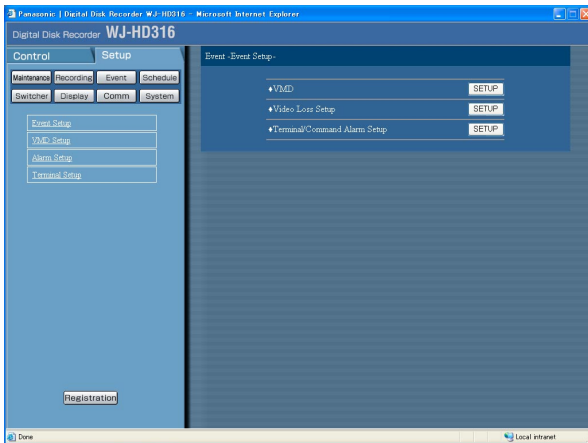 Panasonic | Digital Disk Recorder WJ-HD316 - Microsoft Internet Explorer
Digital Disk Recorder WJ-HD316
Control Setup
Maintenance Recording Event Schedule
Switcher Display Comm System
Event Setup
VMD Setup
Alarm Setup
Terminal Setup
Registration
Event -Event Setup-
♦VMD SETUP
♦Video Loss Setup SETUP
♦Terminal/Command Alarm Setup SETUP
Done Local intranet